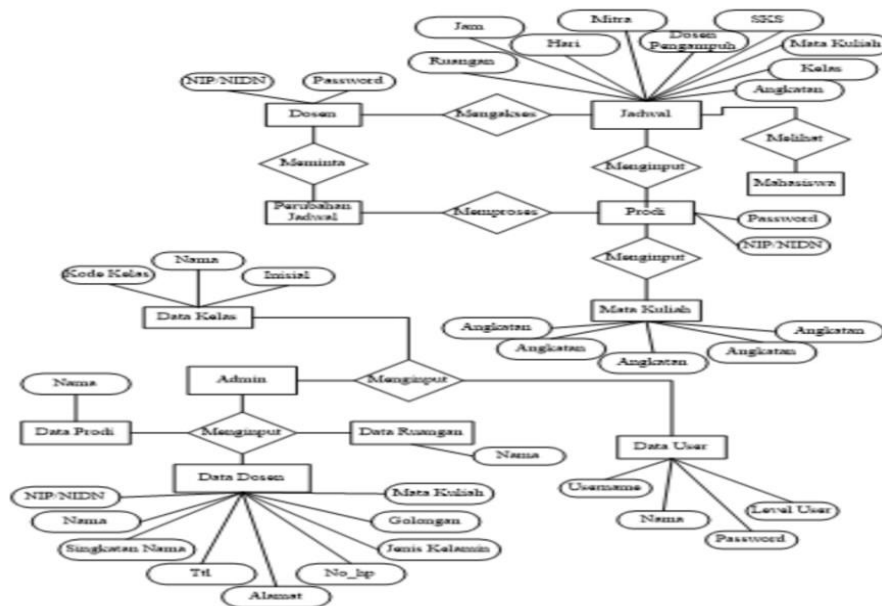 Mitra
SKS
Jam
Hari
Dosen
Pengampuh
Mata Kuliah
Ruangan
Kelas
Angkatan
NIP/NIDN
Password
Dosen
Mengakses
Jadwal
Meminta
Menginput
Melihat
Mahasiswa
Perubahan
Jadwal
Memproses
Prodi
Password
NIP/NIDN
Menginput
Nama
Kode Kelas
Inisial
Data Kelas
Mata Kuliah
Angkatan
Angkatan
Angkatan
Angkatan
Angkatan
Nama
Admin
Menginput
Data Prodi
Menginput
Data Ruangan
Nama
Data User
Data Dosen
NIP/NIDN
Mata Kuliah
Nama
Golongan
Singkatan Nama
Jenis Kelamin
Ttl
No_hp
Alamat
Username
Nama
Level User
Password